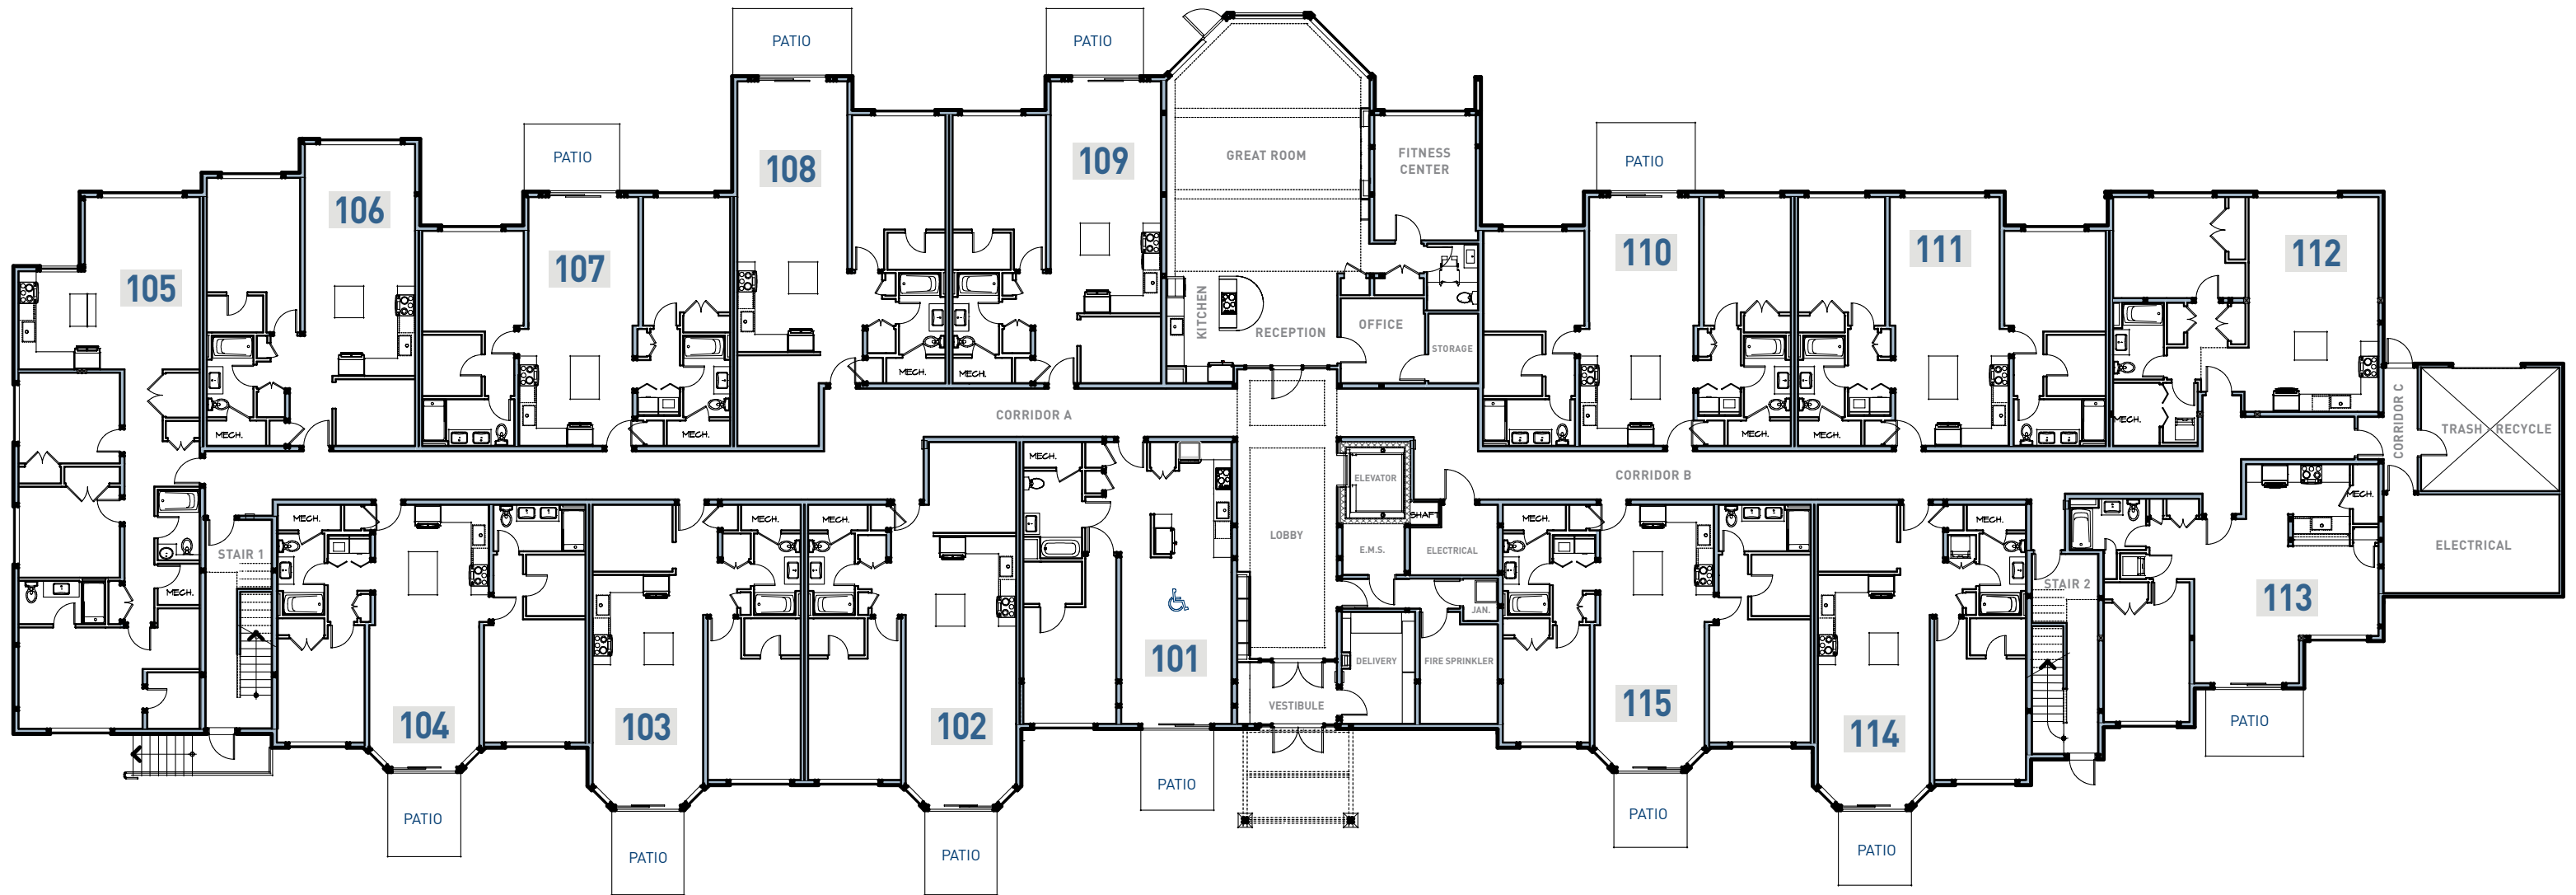 PATIO
PATIO
PATIO
PATIO
108
109
GREAT ROOM
FITNESS
CENTER
106
107
105
110
111
112
KITCHEN
RECEPTION
OFFICE
STORAGE
MECH.
MECH.
MECH.
MECH.
MECH.
MECH.
MECH.
CORRIDOR A
CORRIDOR C
TRASH
RECYCLE
MECH.
ELEVATOR
CORRIDOR B
MECH.
SHAFT
MECH.
MECH.
MECH.
MECH.
MECH.
STAIR 1
LOBBY
E.M.S.
ELECTRICAL
ELECTRICAL
STAIR 2
MECH.
113
JAN.
101
DELIVERY
FIRE SPRINKLER
VESTIBULE
104
103
102
115
114
PATIO
PATIO
PATIO
PATIO
PATIO
PATIO
PATIO